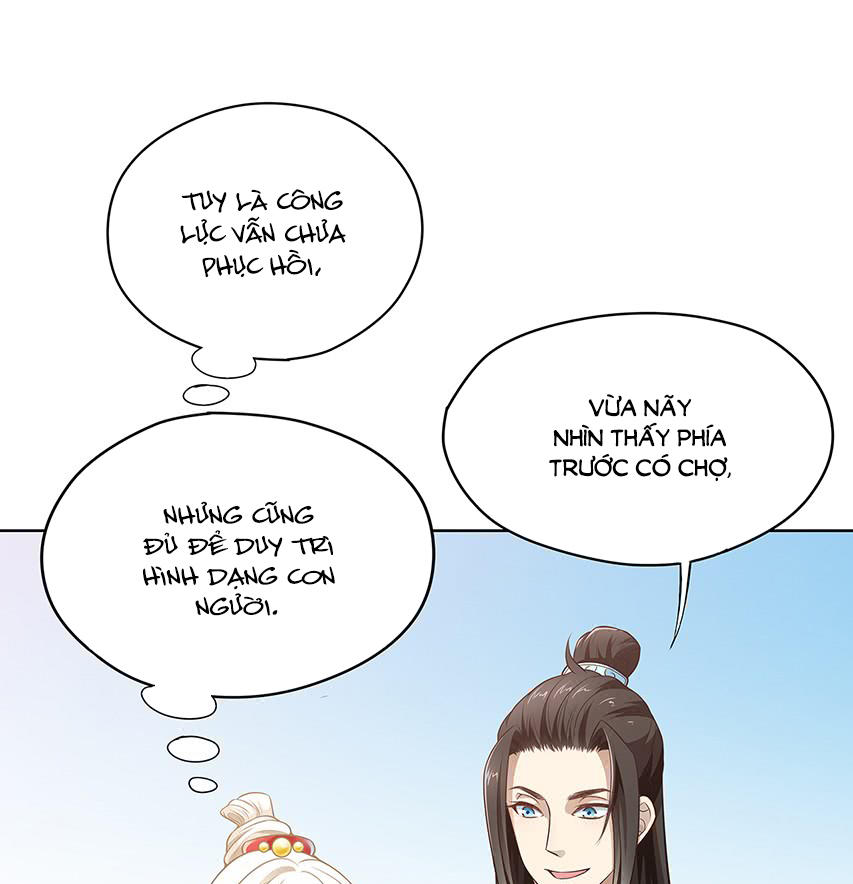 TUY LÀ CÔNG
LỰC VẪN CHƯA
PHỤC HỒI,
NHƯNG CŨNG
ĐỦ ĐỂ DUY TRÌ
HÌNH DẠNG CON
NGƯỜI.
VỪA NÃY
NHÌN THẤY PHÍA
TRƯỚC CÓ CHỢ,